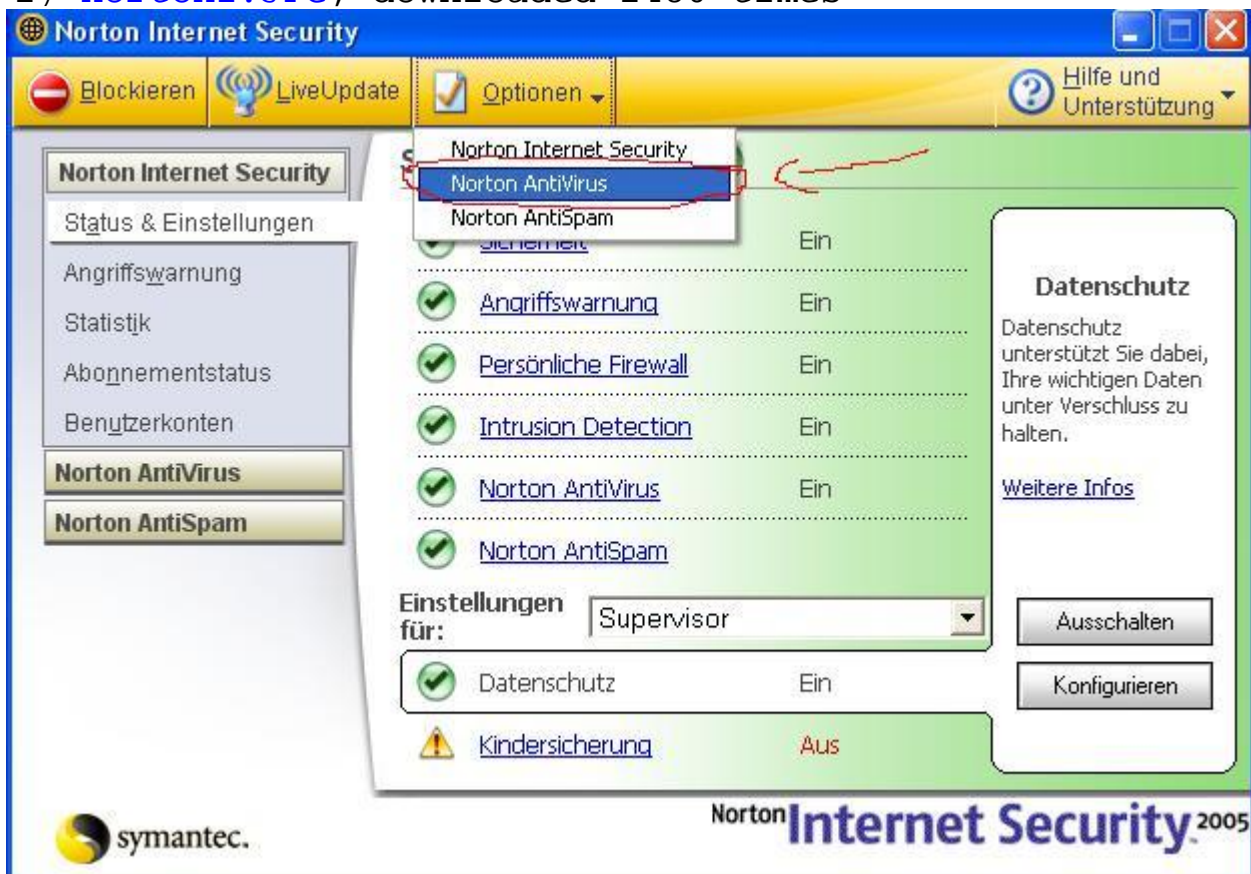 Norton Internet Security
Blockieren
LiveUpdate
Optionen
Hilfe und
Unterstützung
Norton Internet Security
Norton AntiVirus
Norton AntiSpam
Norton Internet Security
Status & Einstellungen
Angriffswarnung
Statistik
Abonnementstatus
Benutzerkonten
Norton AntiVirus
Norton AntiSpam
Sicherheit Ein
Angriffswarnung Ein
Persönliche Firewall Ein
Intrusion Detection Ein
Norton AntiVirus Ein
Norton AntiSpam
Einstellungen
für:
Supervisor
Datenschutz Ein
Kindersicherung Aus
Datenschutz
Datenschutz
unterstützt Sie dabei,
Ihre wichtigen Daten
unter Verschluss zu
halten.
Weitere Infos
Ausschalten
Konfigurieren
symantec.
Norton Internet Security 2005